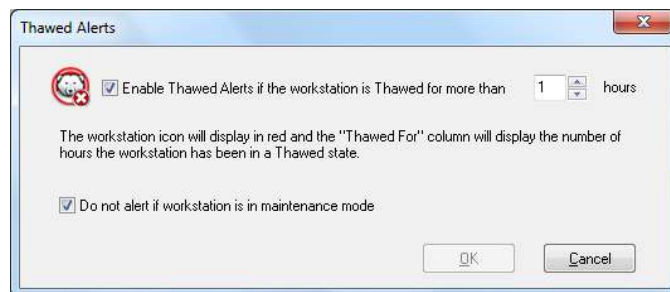 Thawed Alerts
Enable Thawed Alerts if the workstation is Thawed for more than 1 hours
The workstation icon will display in red and the "Thawed For" column will display the number of
hours the workstation has been in a Thawed state.
Do not alert if workstation is in maintenance mode
OK Cancel